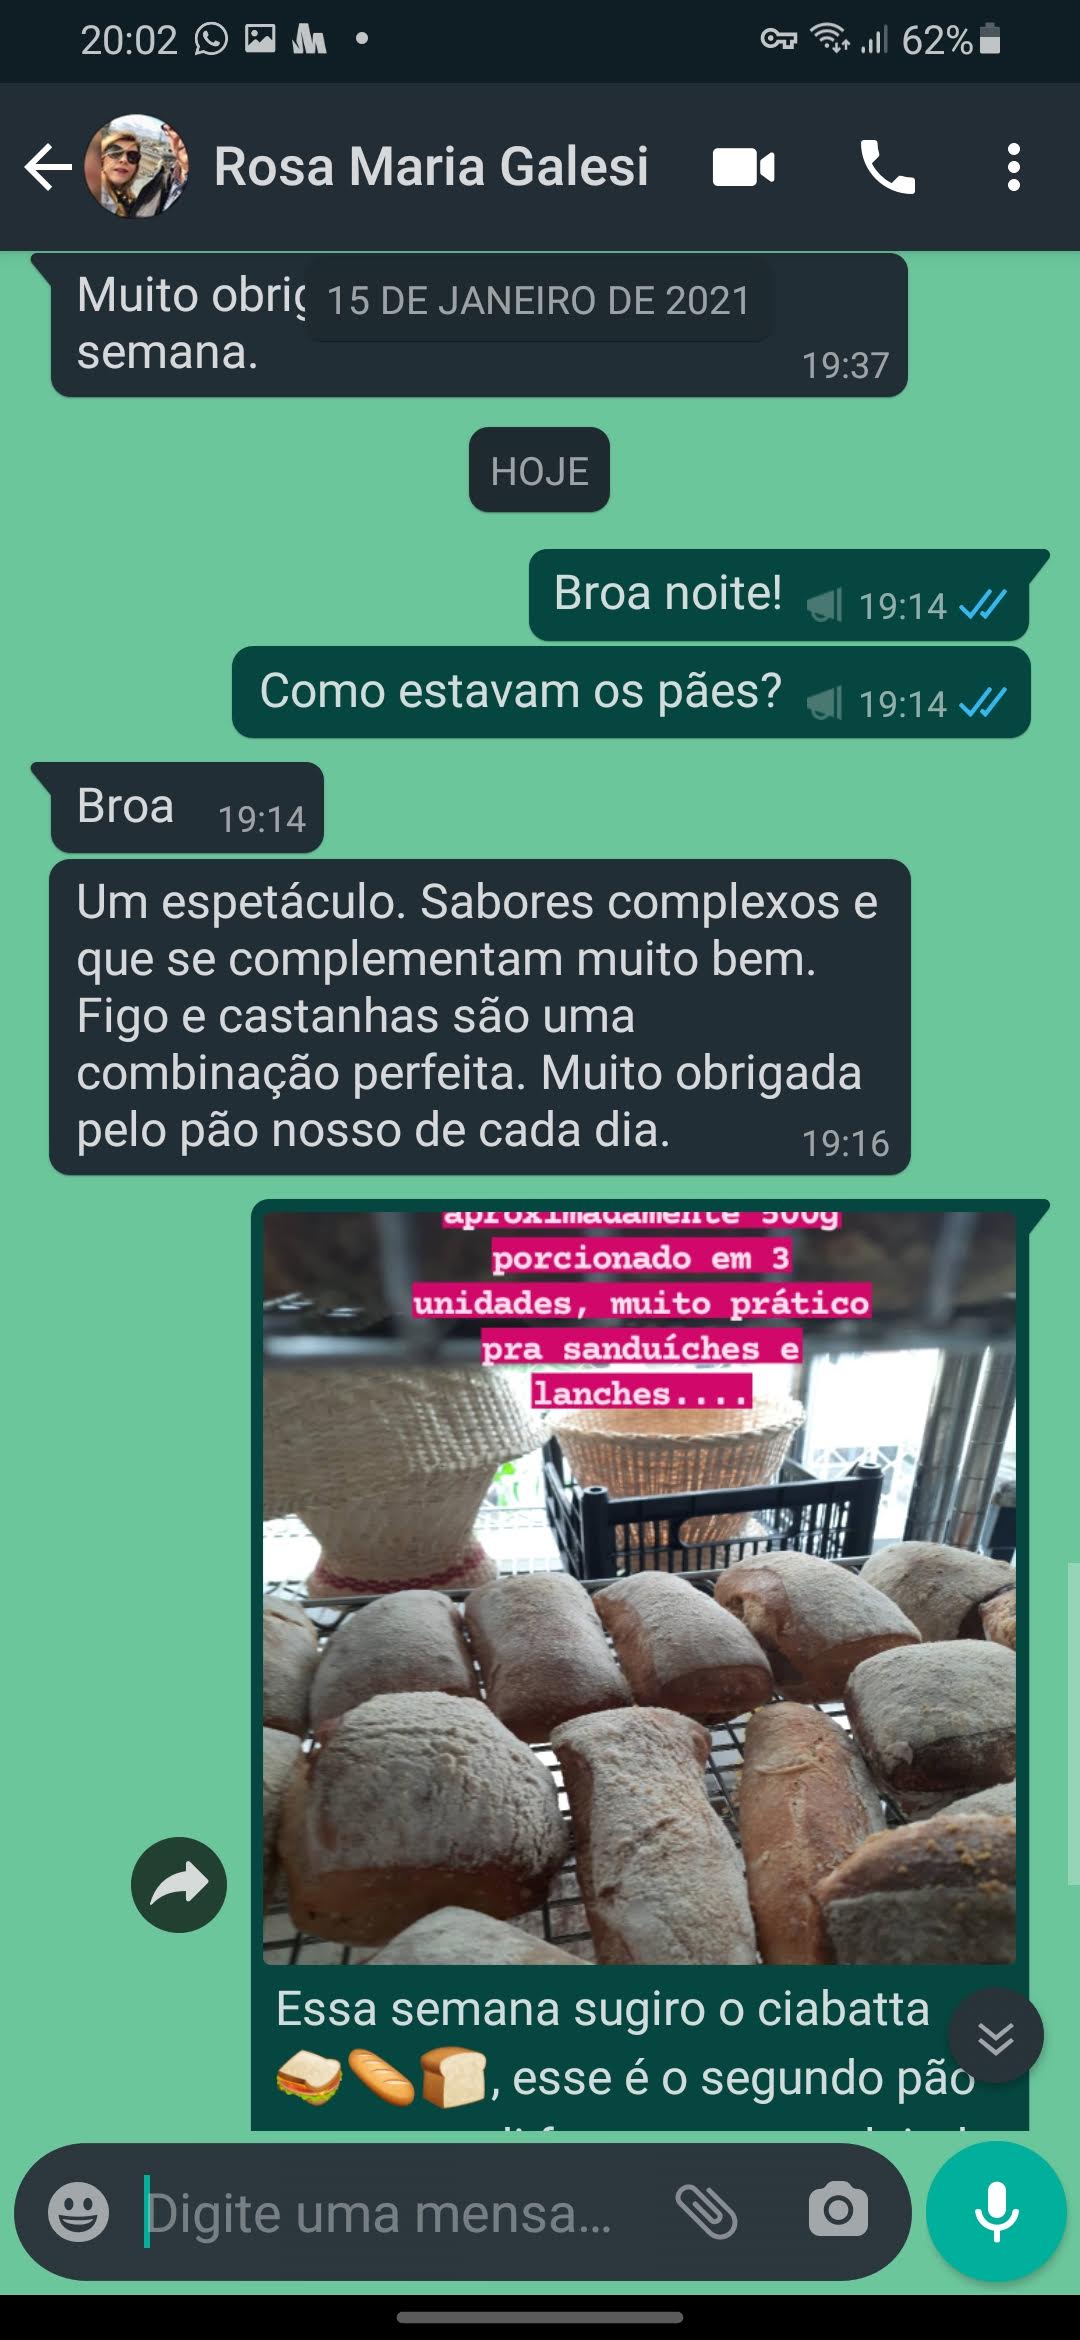 20:02 62%
Rosa Maria Galesi
15 DE JANEIRO DE 2021
Muito
semana.
19:37
HOJE
Broa noite! 19:14
Como estavam os pães? 19:14
Broa 19:14
Um espetáculo. Sabores complexos e
que se complementam muito bem.
Figo e castanhas são uma
combinação perfeita. Muito obrigada
pelo pão nosso de cada dia.
19:16
aproximadamente 500g
porcionado em 3
unidades, muito prático
pra sanduíches e
lanches....
Essa semana sugiro o ciabatta
🥪🥖🍞, esse é o segundo pão
Digite uma mensa...